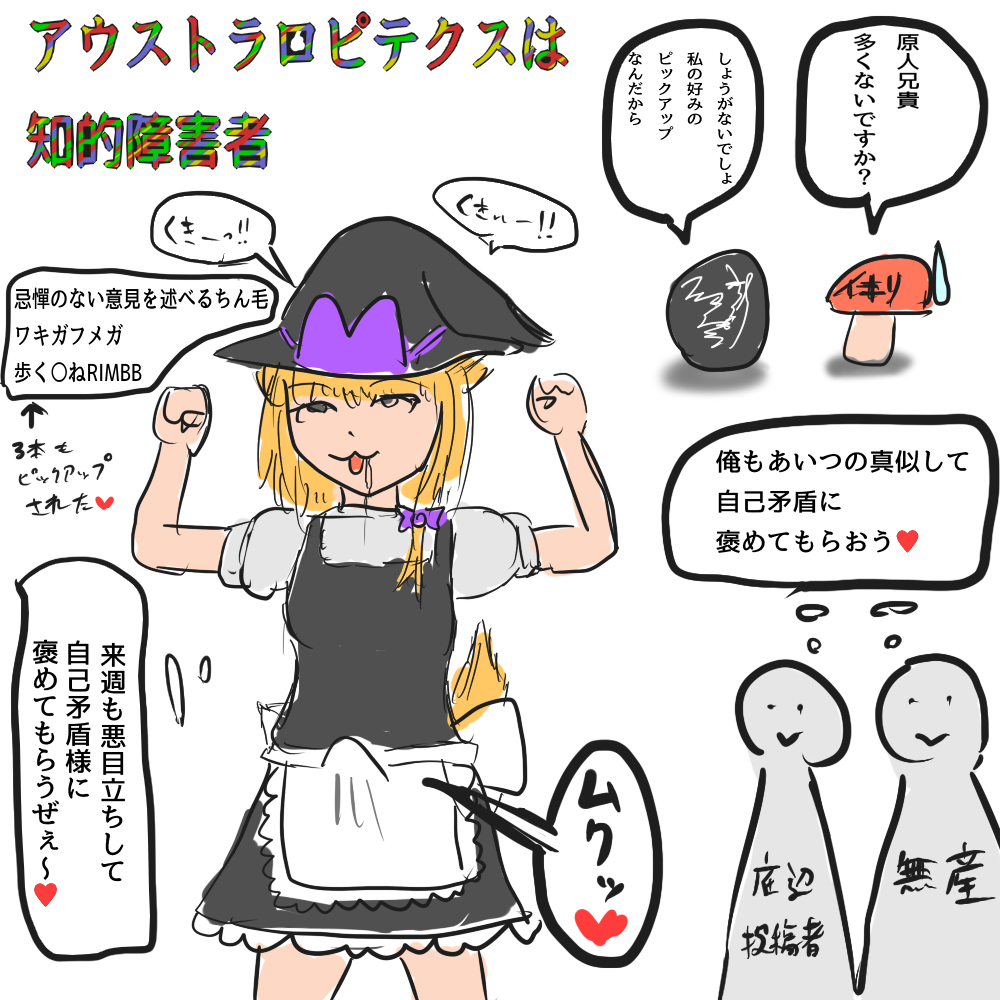 アウストラロピテクスは
知的障害者
原人兄貴
多くないですか?
しょうがないでしょ
私の好みの
ピックアップ
なんだから
イキリ
くきーっ!!
くきぃー!!
忌憚のない意見を述べるちん毛
ワキガフメガ
歩く〇ねRIMBB
↑
3本も
ピックアップ
された♥
俺もあいつの真似して
自己矛盾に
褒めてもらおう♥
来週も悪目立ちして
自己矛盾様に
褒めてもらうぜぇ〜♥
ムクッ♥
底辺
投稿者
無産